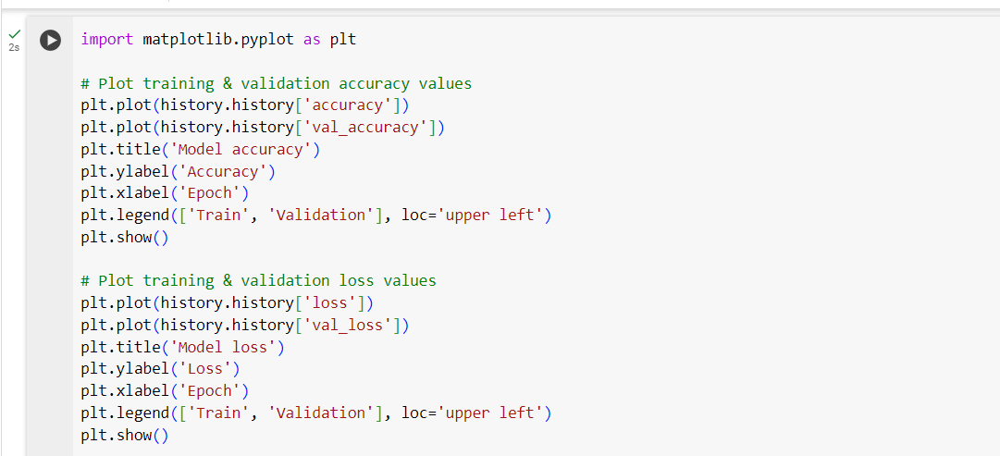 import matplotlib.pyplot as plt
# Plot training & validation accuracy values
2s
plt.plot(history.history['accuracy'])
plt.plot(history.history['val_accuracy'])
plt.title('Model accuracy')
plt.ylabel('Accuracy')
plt.xlabel('Epoch')
plt.legend(['Train', 'Validation'], loc='upper left')
plt.show()
# Plot training & validation loss values
plt.plot(history.history['loss'])
plt.plot(history.history['val_loss'])
plt.title('Model loss')
plt.ylabel('Loss')
plt.xlabel('Epoch')
plt.legend(['Train', 'Validation'], loc='upper left')
plt.show()